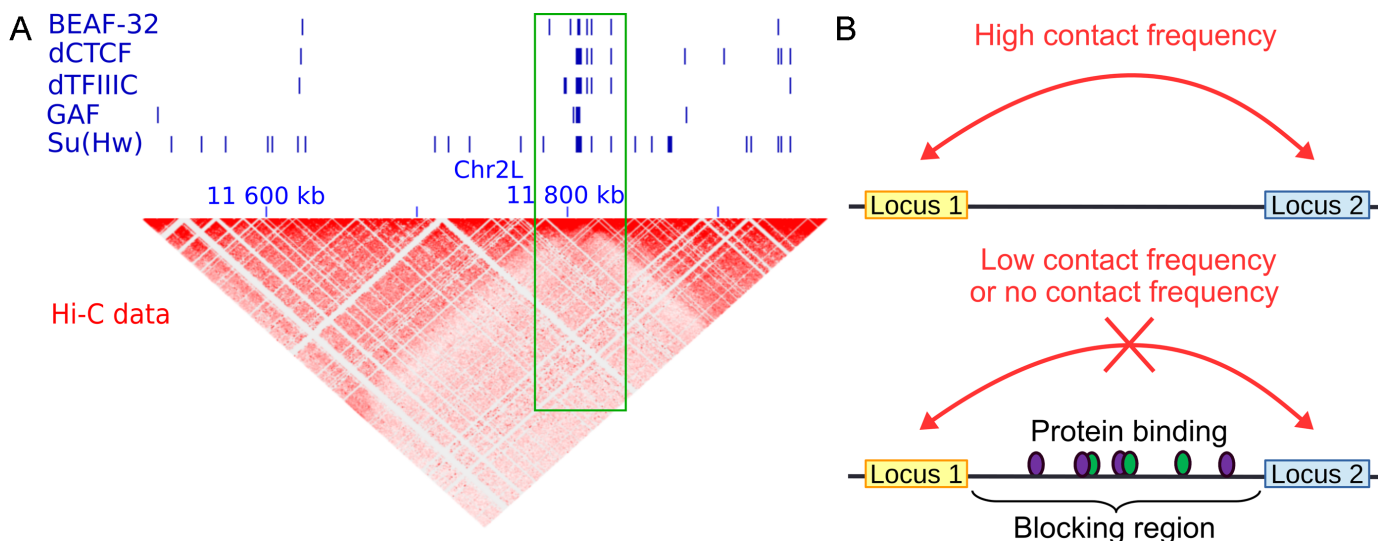 A
BEAF-32
dCTCF
dTFIIIC
GAF
Su(Hw)
Chr2L
11 600 kb
11 800 kb
Hi-C data
B
High contact frequency
Locus 1
Locus 2
Low contact frequency
or no contact frequency
Protein binding
Locus 1
Locus 2
Blocking region